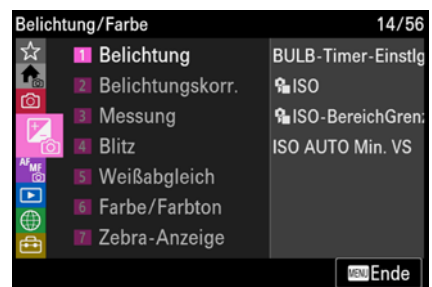 Belichtung/Farbe 14/56
1 Belichtung BULB-Timer-Einstlg
2 Belichtungskorr. ISO
3 Messung ISO-BereichGrenz
4 Blitz ISO AUTO Min. VS
5 Weißabgleich
AF MF
6 Farbe/Farbton
7 Zebra-Anzeige
MENU Ende